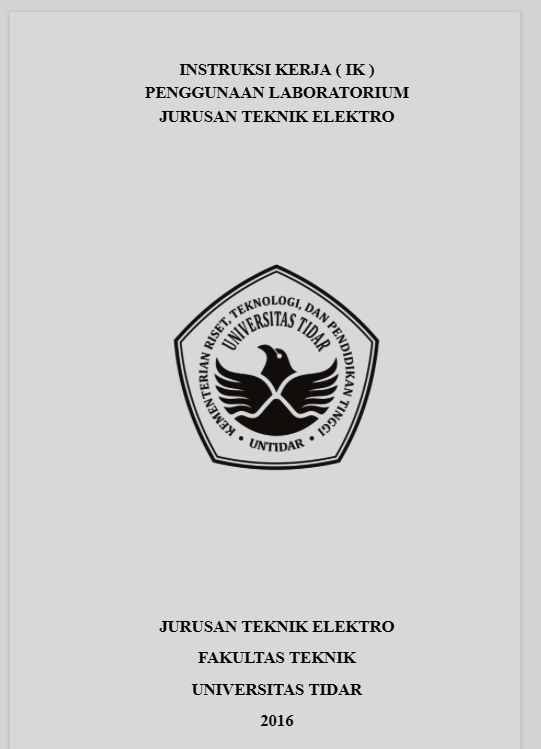 INSTRUKSI KERJA ( IK )
PENGGUNAAN LABORATORIUM
JURUSAN TEKNIK ELEKTRO
KEMENTERIAN RISET, TEKNOLOGI, DAN PENDIDIKAN TINGGI
UNIVERSITAS TIDAR
• UNTIDAR •
JURUSAN TEKNIK ELEKTRO
FAKULTAS TEKNIK
UNIVERSITAS TIDAR
2016